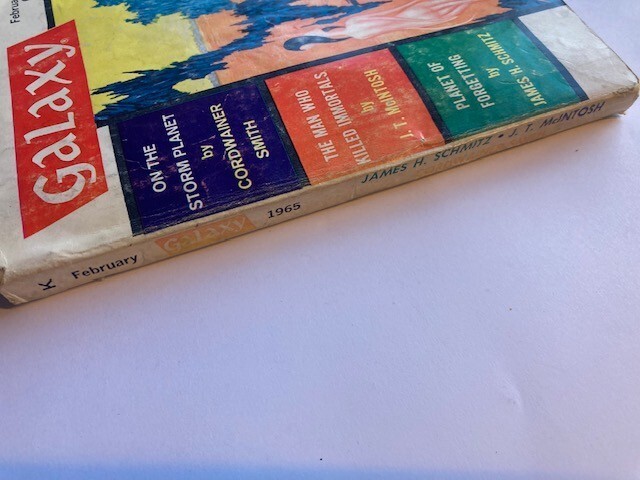 February
Galaxy
ON THE
STORM PLANET
by
CORDWAINER
SMITH
THE MAN WHO
KILLED IMMORTALS
by
J. T. McINTOSH
PLANET OF
FORGETTING
by
JAMES H. SCHMITZ
K February Galaxy 1965 JAMES H. SCHMITZ • J. T. McINTOSH